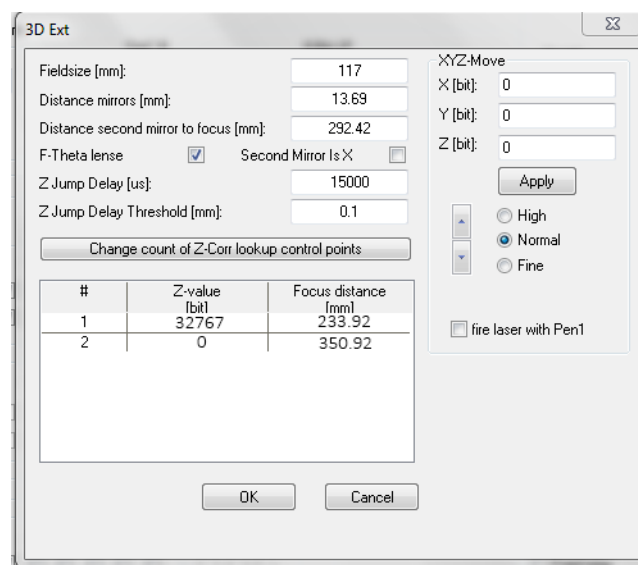 3D Ext
Fieldsize [mm]: 117
Distance mirrors [mm]: 13.69
Distance second mirror to focus [mm]: 292.42
F-Theta lense Second Mirror Is X
Z Jump Delay [us]: 15000
Z Jump Delay Threshold [mm]: 0.1
Change count of Z-Corr lookup control points
# Z-value [bit] Focus distance [mm]
1 32767 233.92
2 0 350.92
OK Cancel
XYZ-Move
X [bit]: 0
Y [bit]: 0
Z [bit]: 0
Apply
High
Normal
Fine
fire laser with Pen1